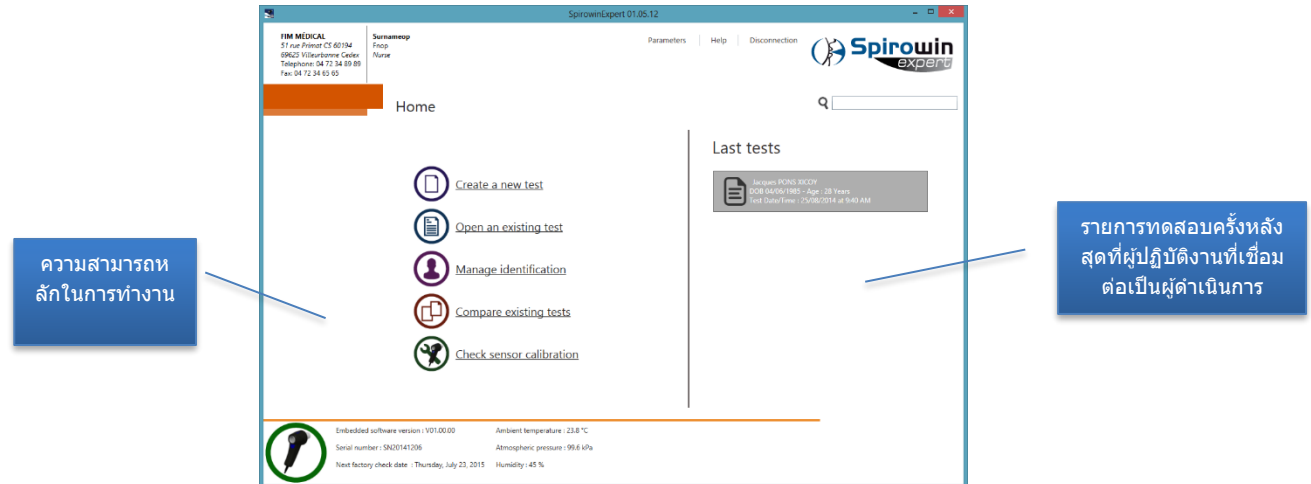 SpirowinExpert 01.05.12
FIM MÉDICAL
51 rue Primat CS 60194
69625 Villeurbanne Cedex
Telephone: 04 72 34 89 89
Fax: 04 72 34 65 65
Surnameop
Fnop
Nurse
Parameters
Help
Disconnection
Spirowin
expert
Home
Last tests
Jacques PONS XICOY
DOB 04/06/1985 - Age : 28 Years
Test Date/Time : 25/08/2014 at 9:40 AM
Create a new test
Open an existing test
Manage identification
Compare existing tests
Check sensor calibration
ความสามารถห
ลักในการทำงาน
รายการทดสอบครั้งหลัง
สุดที่ผู้ปฏิบัติงานที่เชื่อม
ต่อเป็นผู้ดำเนินการ
Embedded software version : V01.00.00
Serial number : SN20141206
Next factory check date : Thursday, July 23, 2015
Ambient temperature : 23.8 °C
Atmospheric pressure : 99.6 kPa
Humidity : 45 %